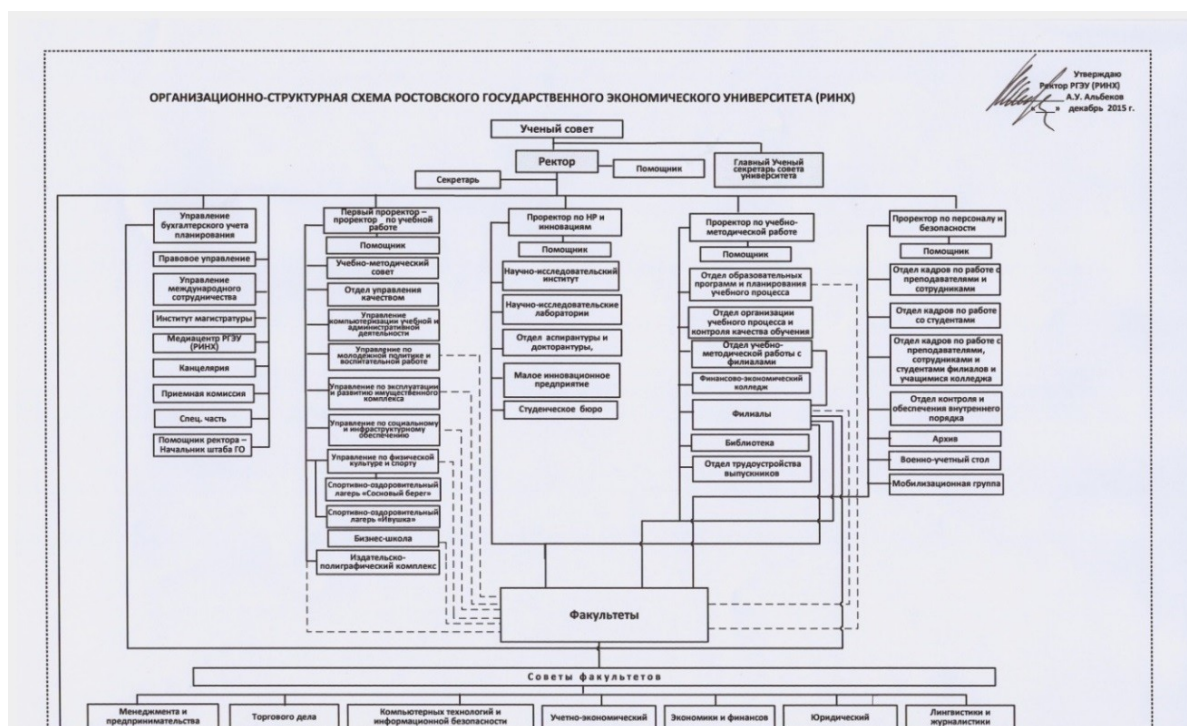 Утверждаю
Ректор РГЭУ (РИНХ)
А.У. Альбеков
« » декабрь 2015 г.
ОРГАНИЗАЦИОННО-СТРУКТУРНАЯ СХЕМА РОСТОВСКОГО ГОСУДАРСТВЕННОГО ЭКОНОМИЧЕСКОГО УНИВЕРСИТЕТА (РИНХ)
Ученый совет
Ректор
Помощник
Главный Ученый
секретарь совета
университета
Секретарь
Управление
бухгалтерского учета
планирования
Правовое управление
Управление
международного
сотрудничества
Институт магистратуры
Медиацентр РГЭУ
(РИНХ)
Канцелярия
Приемная комиссия
Спец. часть
Помощник ректора –
Начальник штаба ГО
Первый проректор –
проректор по учебной
работе
Помощник
Учебно-методический
совет
Отдел управления
качеством
Управление
компьютеризации учебной и
административной
деятельности
Управление по
молодежной политике и
воспитательной работе
Управление по эксплуатации
и развитию имущественного
комплекса
Управление по социальному
и инфраструктурному
обеспечению
Управление по физической
культуре и спорту
Спортивно-оздоровительный
лагерь «Сосновый берег»
Спортивно-оздоровительный
лагерь «Ивушка»
Бизнес-школа
Издательско-
полиграфический комплекс
Проректор по НР и
инновациям
Помощник
Научно-исследовательский
институт
Научно-исследовательские
лаборатории
Отдел аспирантуры и
докторантуры,
Малое инновационное
предприятие
Студенческое бюро
Проректор по учебно-
методической работе
Помощник
Отдел образовательных
программ и планирования
учебного процесса
Отдел организации
учебного процесса и
контроля качества обучения
Отдел учебно-
методической работы с
филиалами
Финансово-экономический
колледж
Филиалы
Библиотека
Отдел трудоустройства
выпускников
Проректор по персоналу и
безопасности
Помощник
Отдел кадров по работе с
преподавателями и
сотрудниками
Отдел кадров по работе
со студентами
Отдел кадров по работе с
преподавателями,
сотрудниками и
студентами филиалов и
учащимися колледжа
Отдел контроля и
обеспечения внутреннего
порядка
Архив
Военно-учетный стол
Мобилизационная группа
Факультеты
Советы факультетов
Менеджмента и
предпринимательства
Торгового дела
Компьютерных технологий и
информационной безопасности
Учетно-экономический
Экономики и финансов
Юридический
Лингвистики и
журналистики